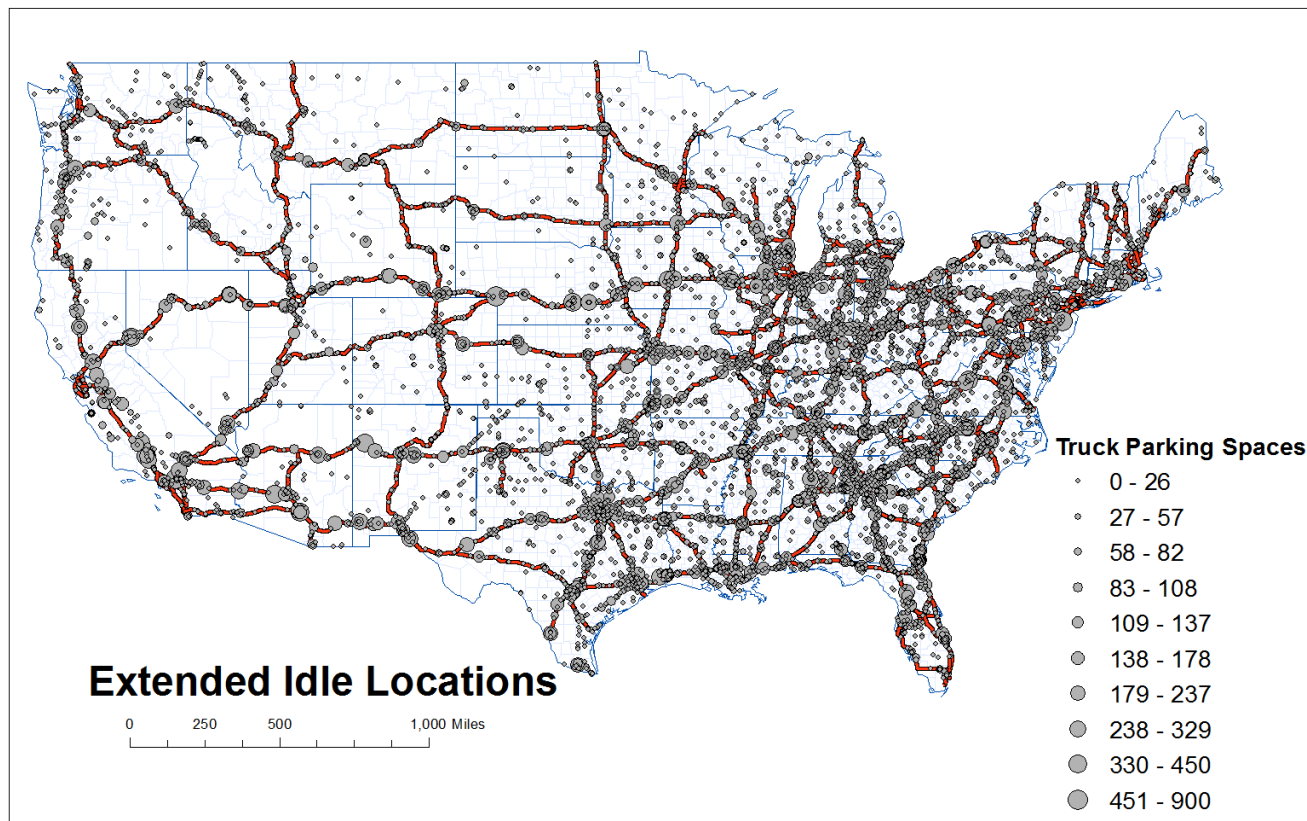 Extended Idle Locations
0 250 500 1,000 Miles
Truck Parking Spaces
0 - 26
27 - 57
58 - 82
83 - 108
109 - 137
138 - 178
179 - 237
238 - 329
330 - 450
451 - 900